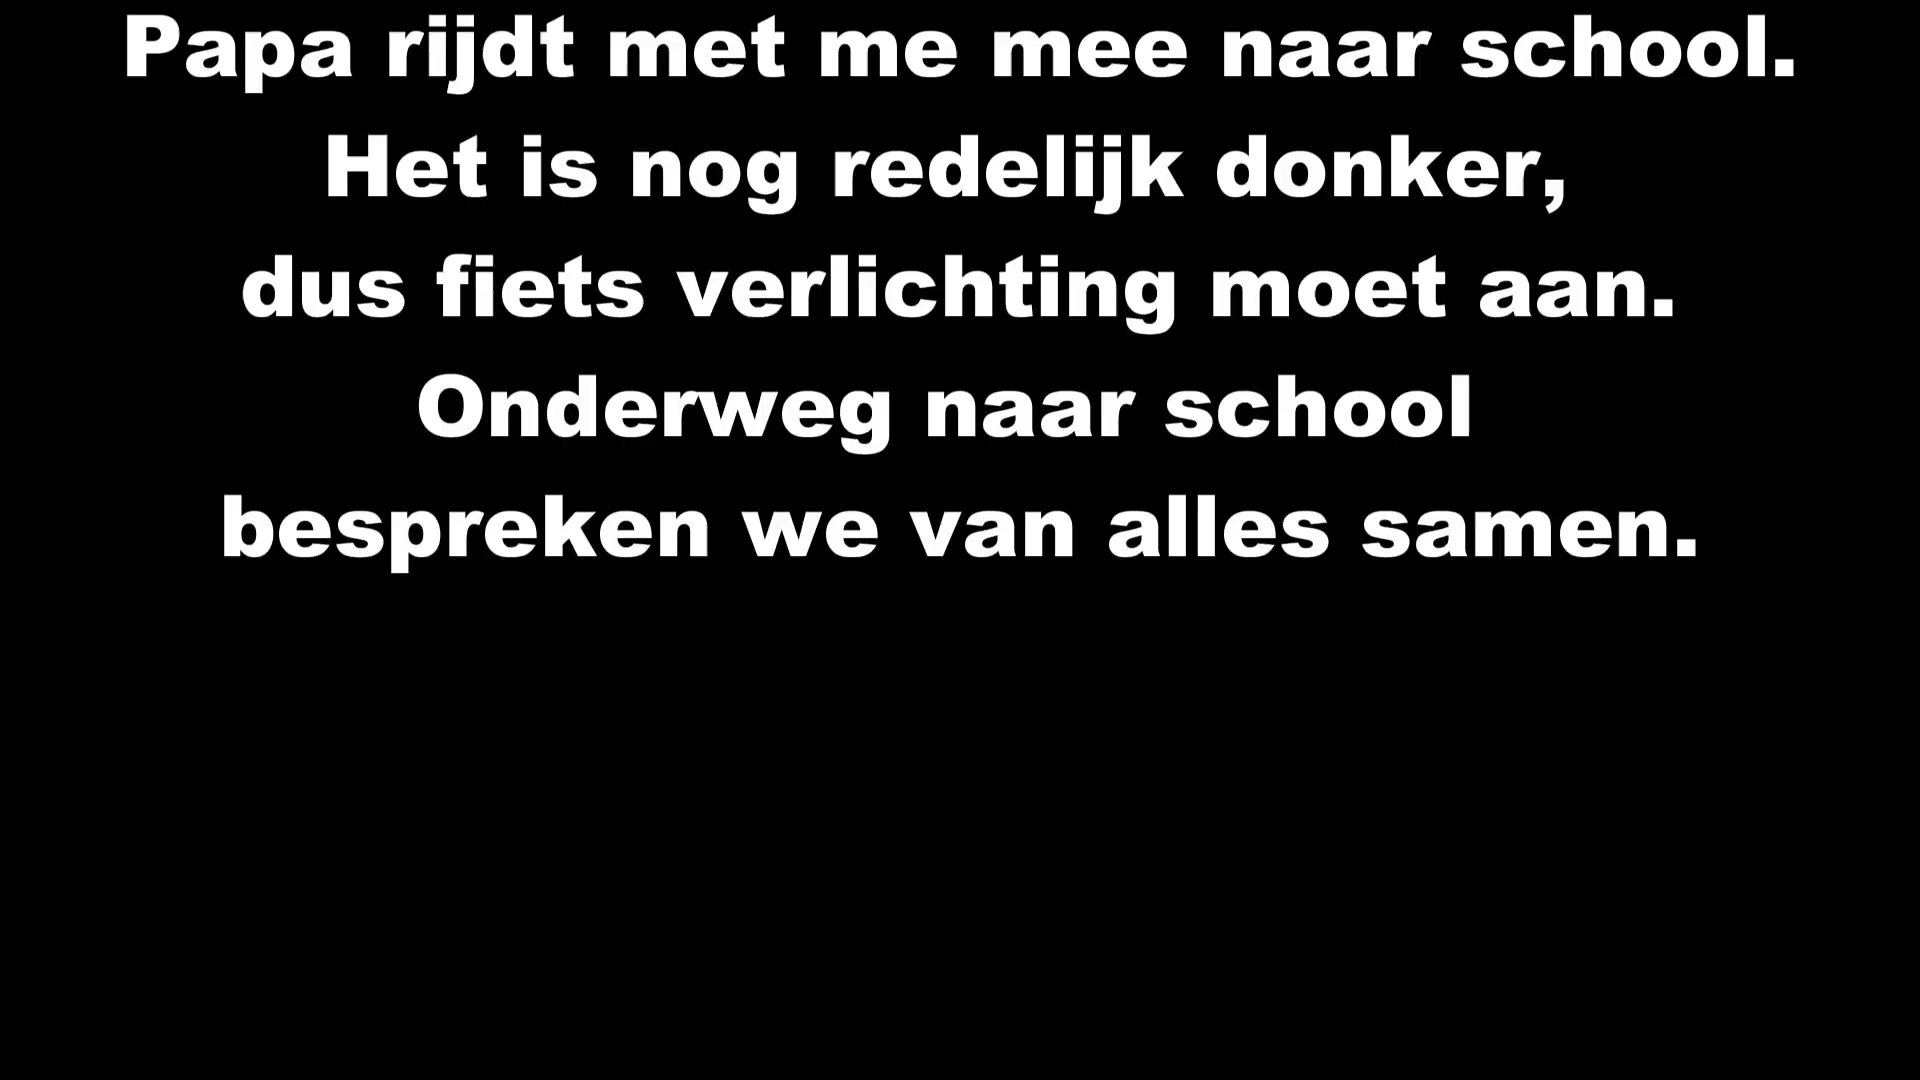 Papa rijdt met me mee naar school.
Het is nog redelijk donker,
dus fiets verlichting moet aan.
Onderweg naar school
bespreken we van alles samen.